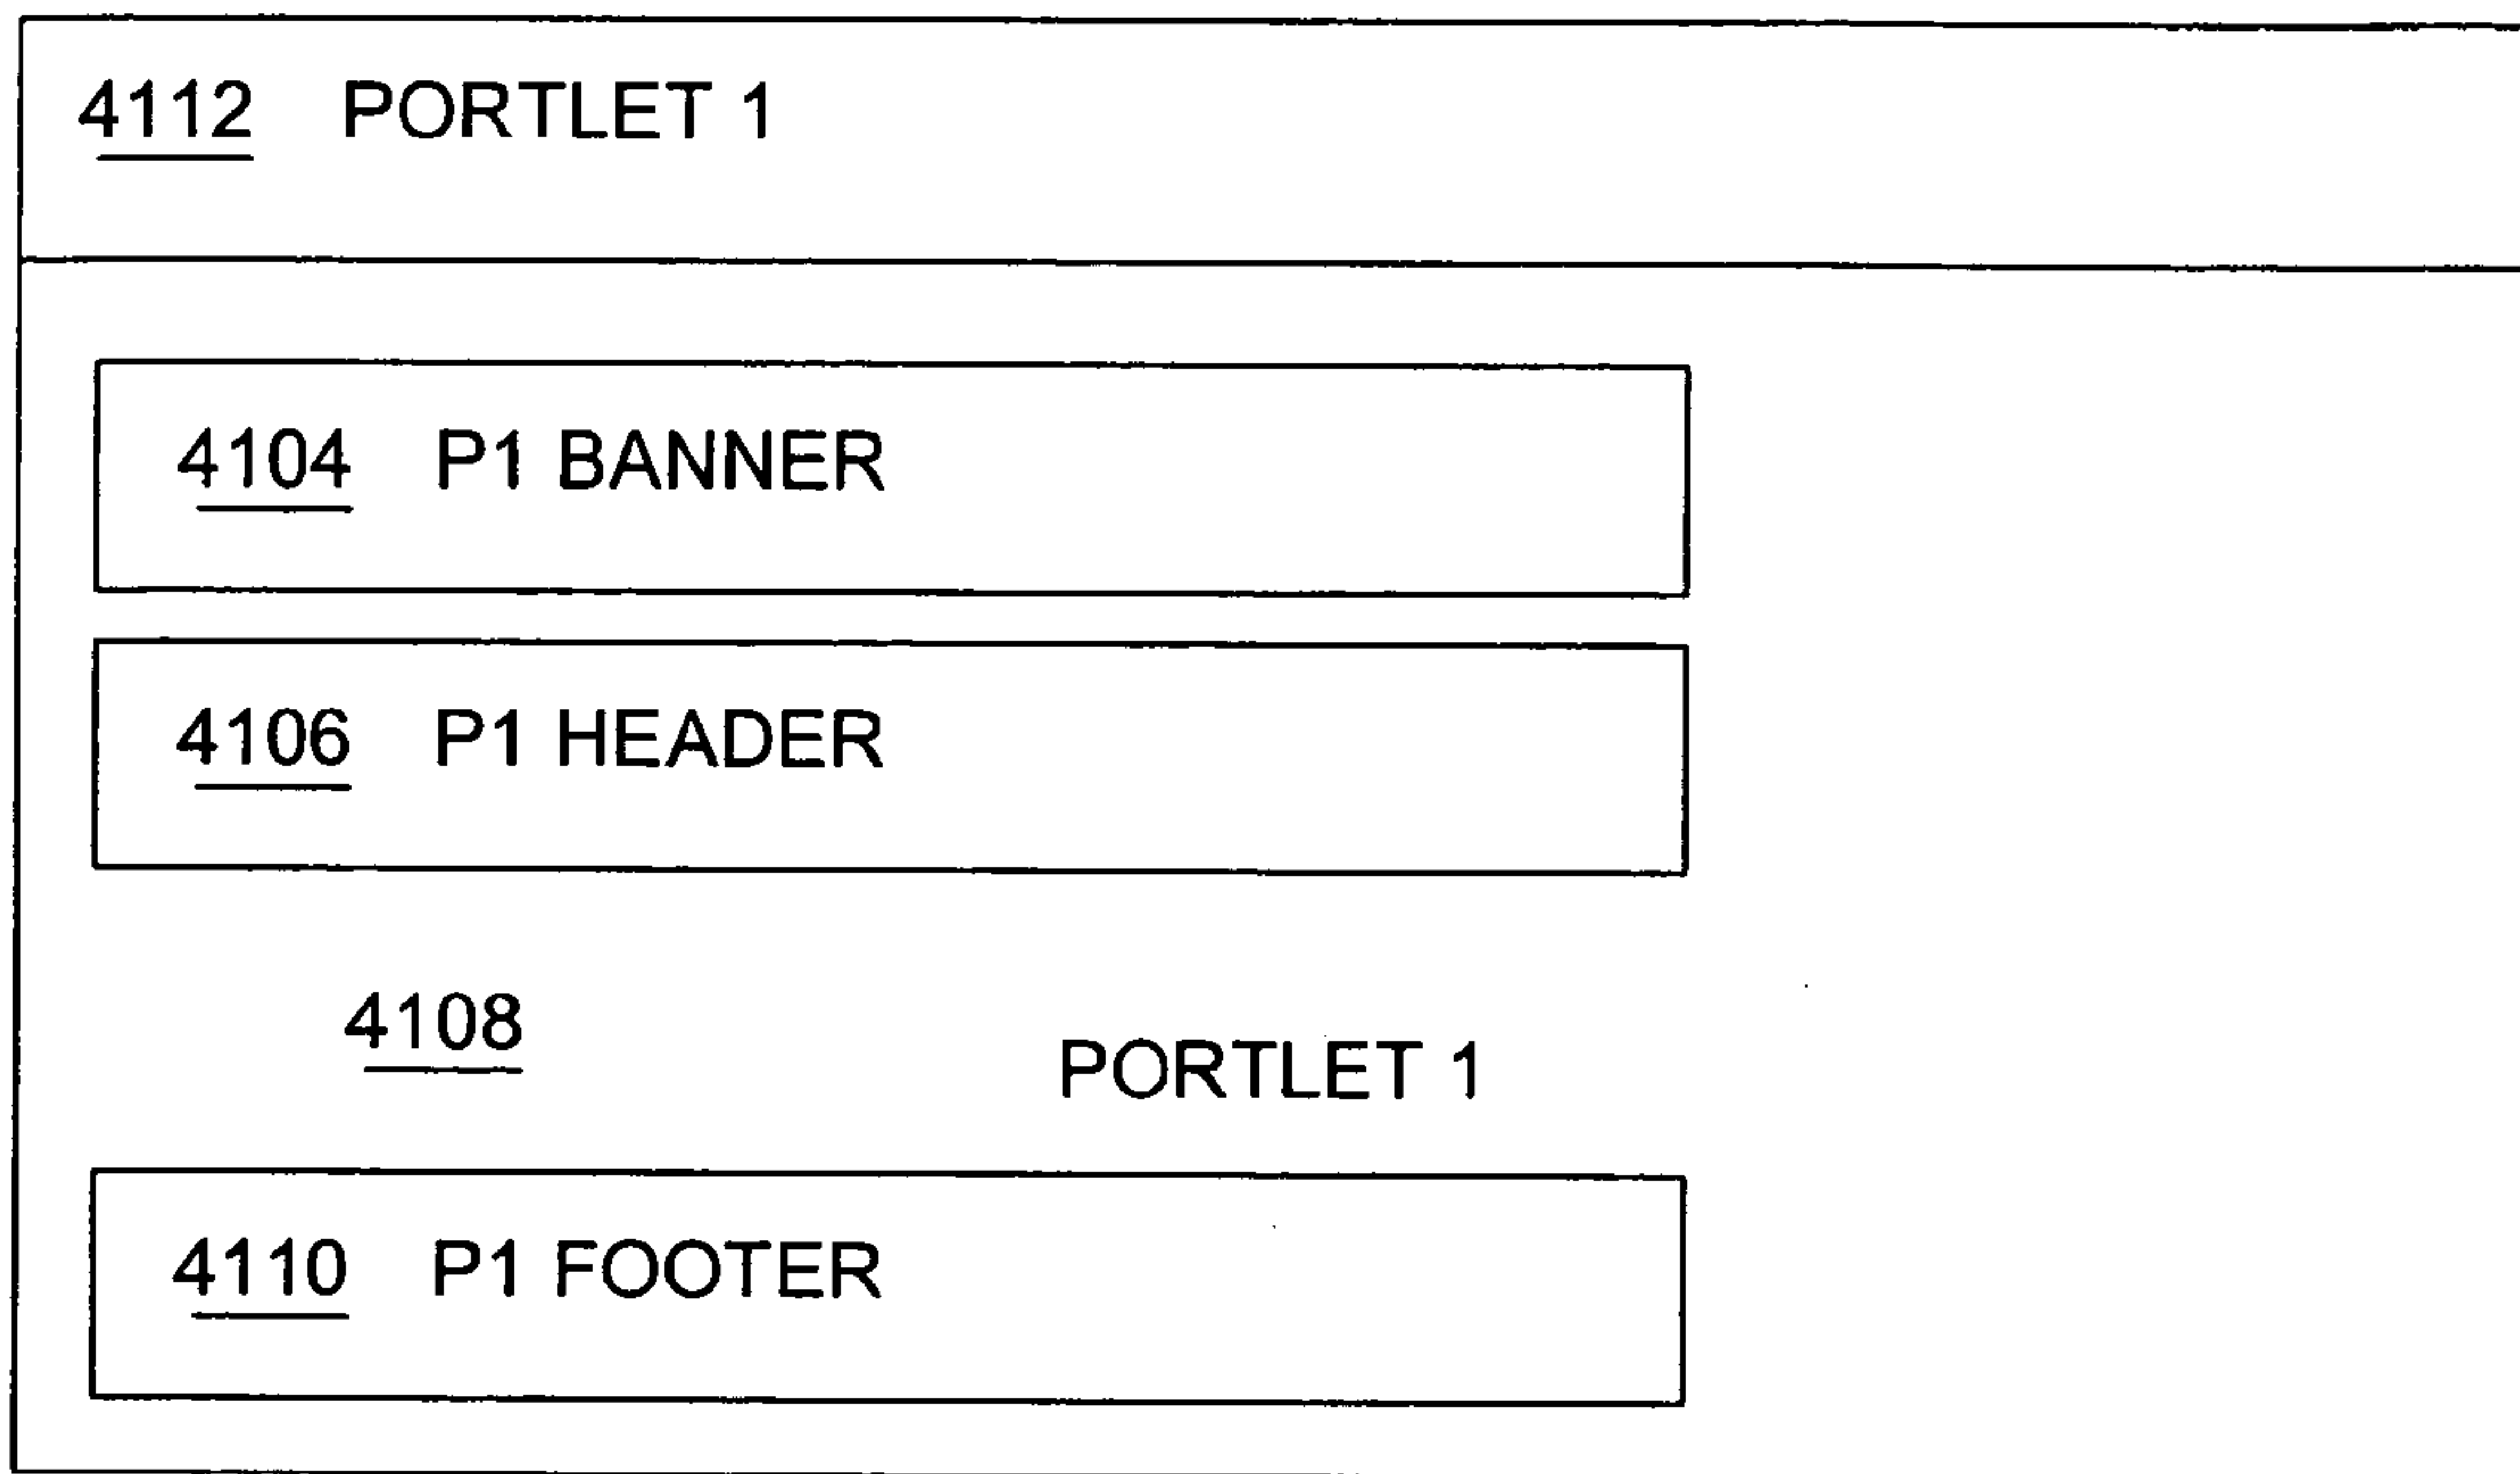 4112 PORTLET 1
4104 P1 BANNER
4106 P1 HEADER
4108
PORTLET 1
4110 P1 FOOTER